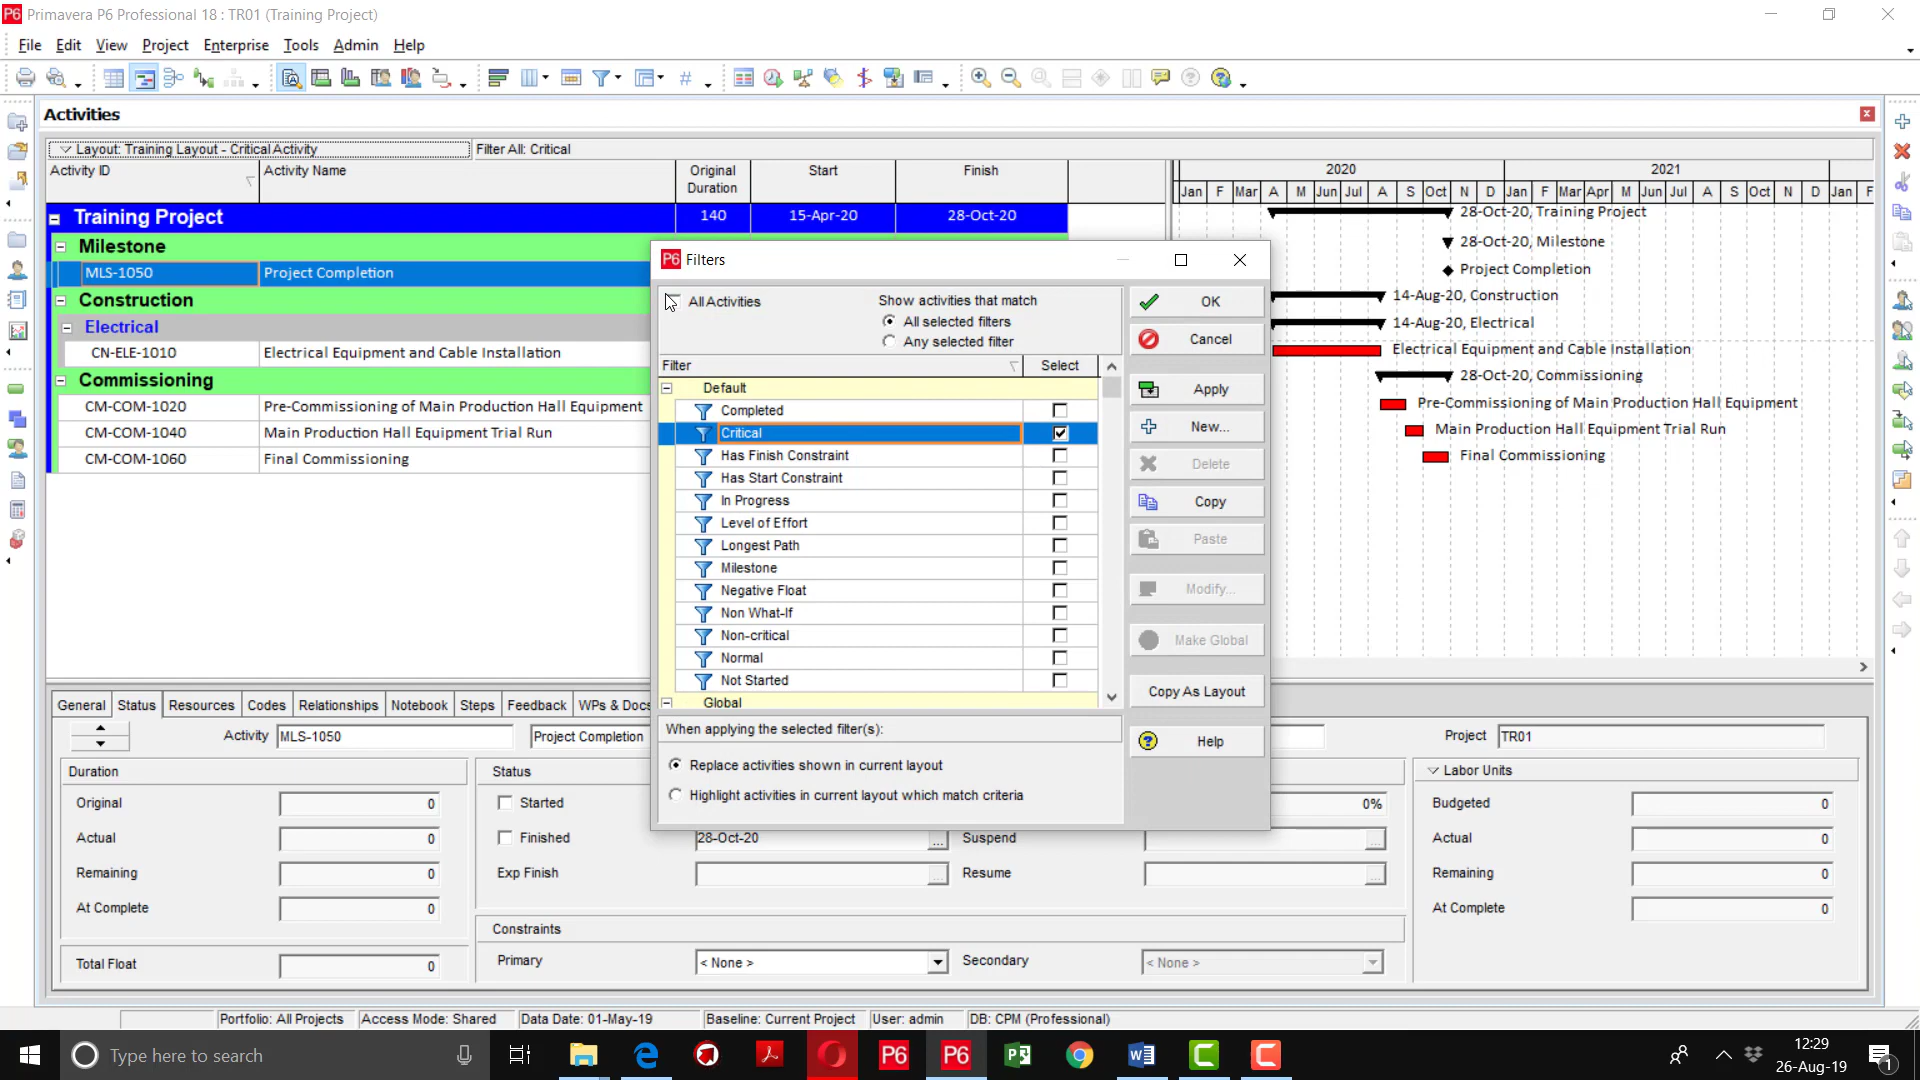 P6 Primavera P6 Professional 18 : TR01 (Training Project)
File Edit View Project Enterprise Tools Admin Help
Activities
Layout: Training Layout - Critical Activity Filter All: Critical
Activity ID Activity Name Original Duration Start Finish
2020 2021
Jan F Mar A M Jun Jul A S Oct N D Jan F Mar Apr M Jun Jul A S Oct N D Jan F
Training Project 140 15-Apr-20 28-Oct-20
28-Oct-20, Training Project
Milestone
28-Oct-20, Milestone
MLS-1050 Project Completion
Project Completion
Construction
14-Aug-20, Construction
Electrical
14-Aug-20, Electrical
CN-ELE-1010 Electrical Equipment and Cable Installation
Electrical Equipment and Cable Installation
Commissioning
28-Oct-20, Commissioning
CM-COM-1020 Pre-Commissioning of Main Production Hall Equipment
Pre-Commissioning of Main Production Hall Equipment
CM-COM-1040 Main Production Hall Equipment Trial Run
Main Production Hall Equipment Trial Run
CM-COM-1060 Final Commissioning
Final Commissioning
P6 Filters
All Activities
Show activities that match
All selected filters
Any selected filter
Filter Select
Default
Completed
Critical
Has Finish Constraint
Has Start Constraint
In Progress
Level of Effort
Longest Path
Milestone
Negative Float
Non What-If
Non-critical
Normal
Not Started
Global
OK
Cancel
Apply
New...
Delete
Copy
Paste
Modify...
Make Global
Copy As Layout
Help
When applying the selected filter(s):
Replace activities shown in current layout
Highlight activities in current layout which match criteria
General Status Resources Codes Relationships Notebook Steps Feedback WPs & Docs
Activity MLS-1050 Project Completion Project TR01
Duration
Original 0
Actual 0
Remaining 0
At Complete 0
Total Float 0
Status
Started 0%
Finished 28-Oct-20 ... Suspend ...
Exp Finish ... Resume ...
Constraints
Primary < None > Secondary < None >
Labor Units
Budgeted 0
Actual 0
Remaining 0
At Complete 0
Portfolio: All Projects Access Mode: Shared Data Date: 01-May-19 Baseline: Current Project User: admin DB: CPM (Professional)
Type here to search
P6 P6
12:29
26-Aug-19
1